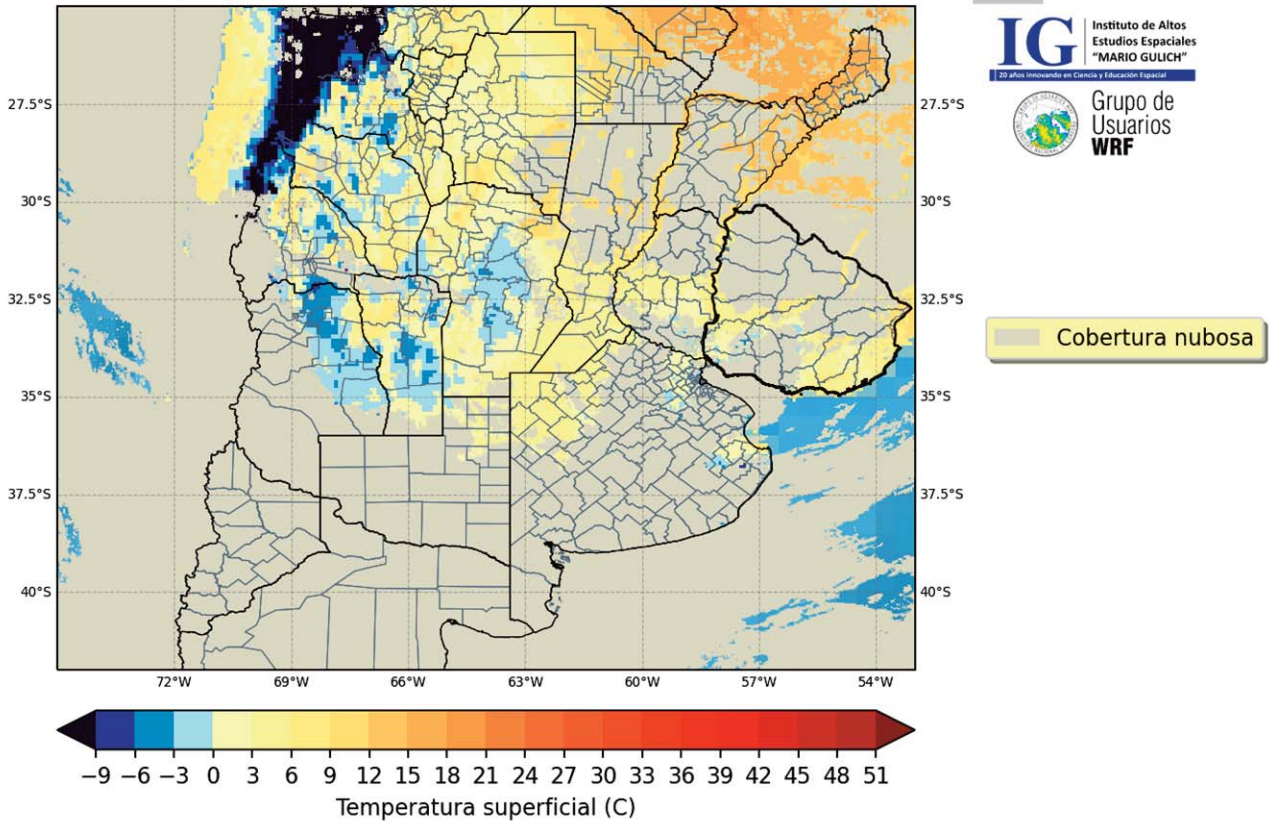 IG
Instituto de Altos
Estudios Espaciales
"MARIO GULICH"
20 años innovando en Ciencia y Educación Espacial
Grupo de
Usuarios
WRF
27.5°S 27.5°S
30°S 30°S
32.5°S 32.5°S
Cobertura nubosa
35°S 35°S
37.5°S 37.5°S
40°S 40°S
72°W 69°W 66°W 63°W 60°W 57°W 54°W
−9 −6 −3 0 3 6 9 12 15 18 21 24 27 30 33 36 39 42 45 48 51
Temperatura superficial (C)